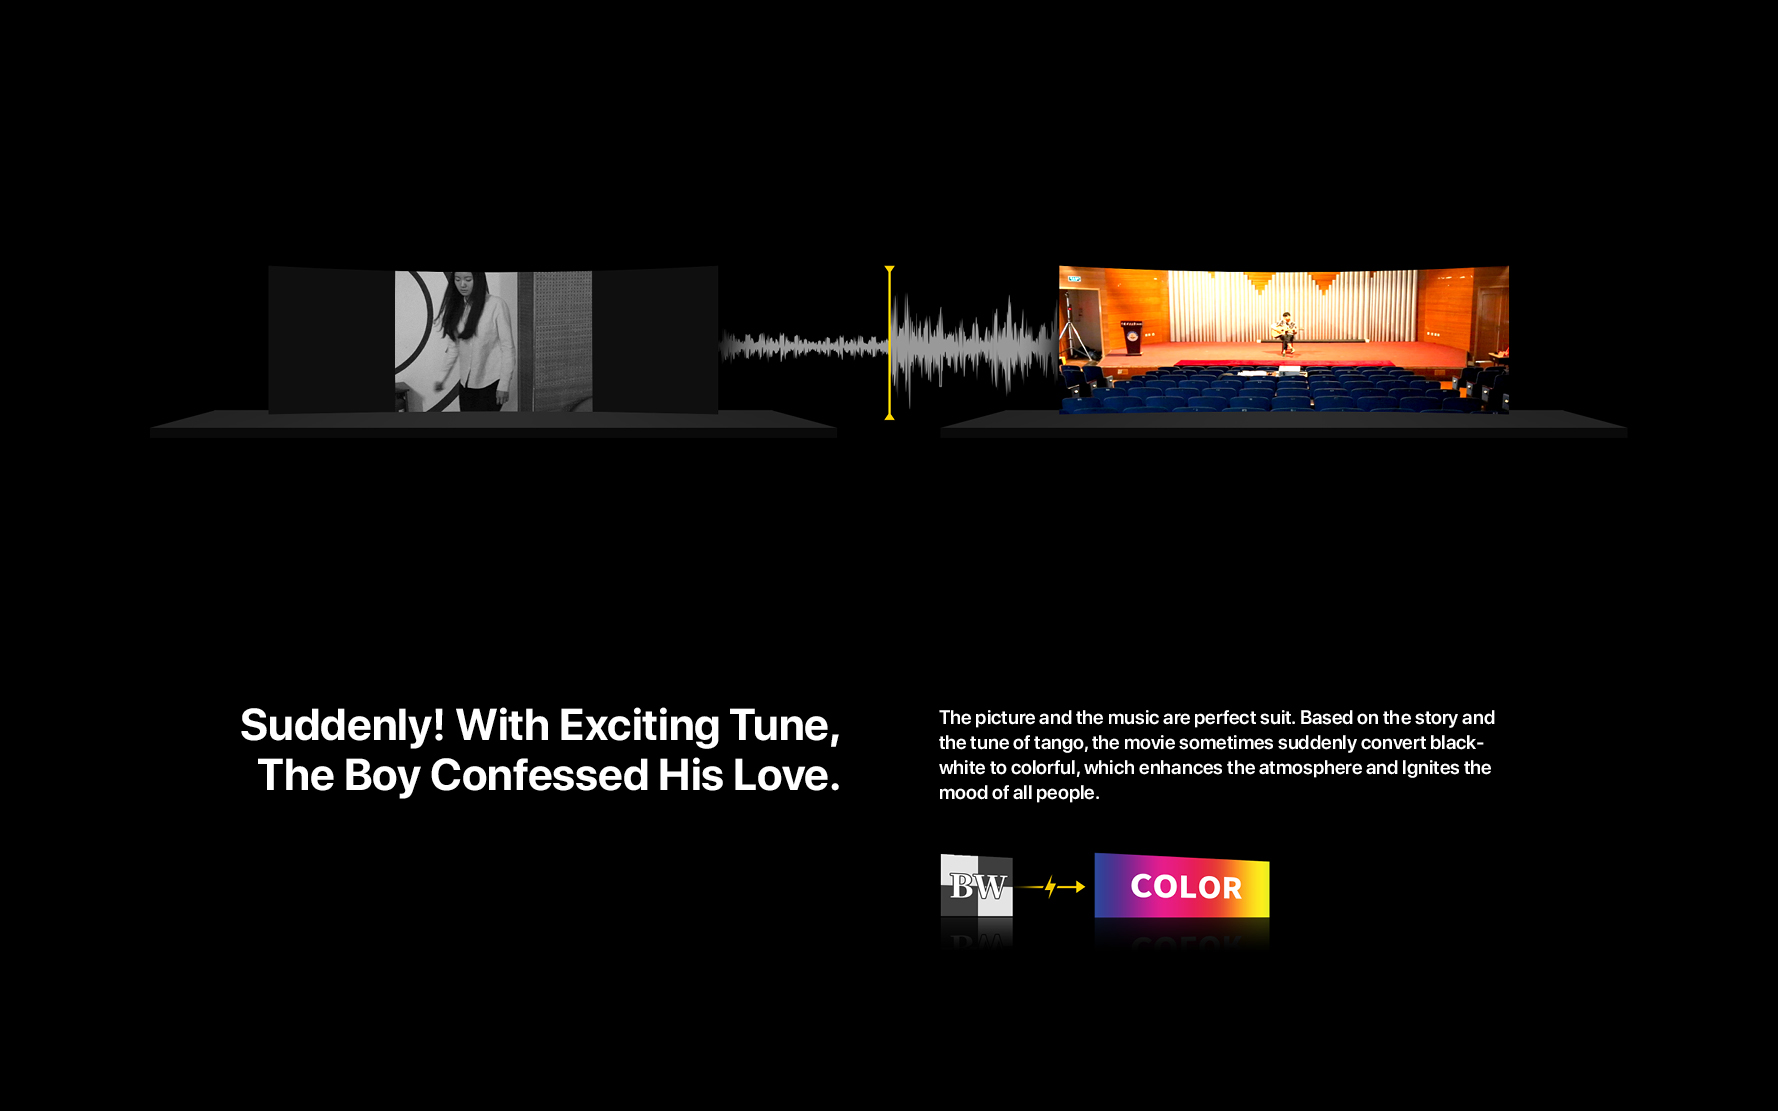 Suddenly! With Exciting Tune,
The Boy Confessed His Love.
The picture and the music are perfect suit. Based on the story and
the tune of tango, the movie sometimes suddenly convert black-
white to colorful, which enhances the atmosphere and Ignites the
mood of all people.
BW
COLOR